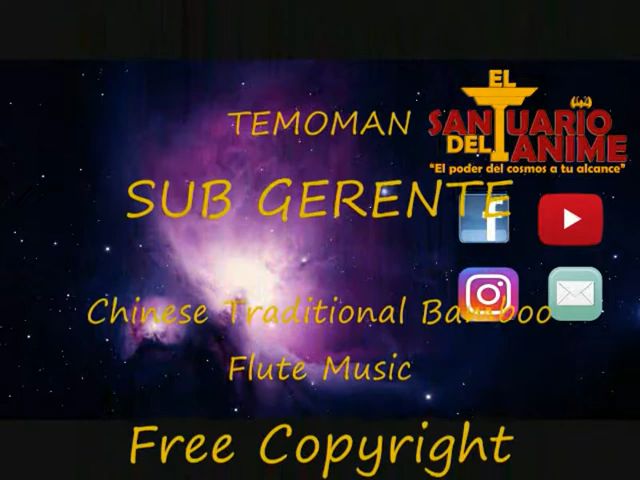 TEMOMAN
SUB GERENTE
Chinese Traditional Bamboo
Flute Music
Free Copyright
EL
SANTUARIO
DEL ANIME
"El poder del cosmos a tu alcance"
f